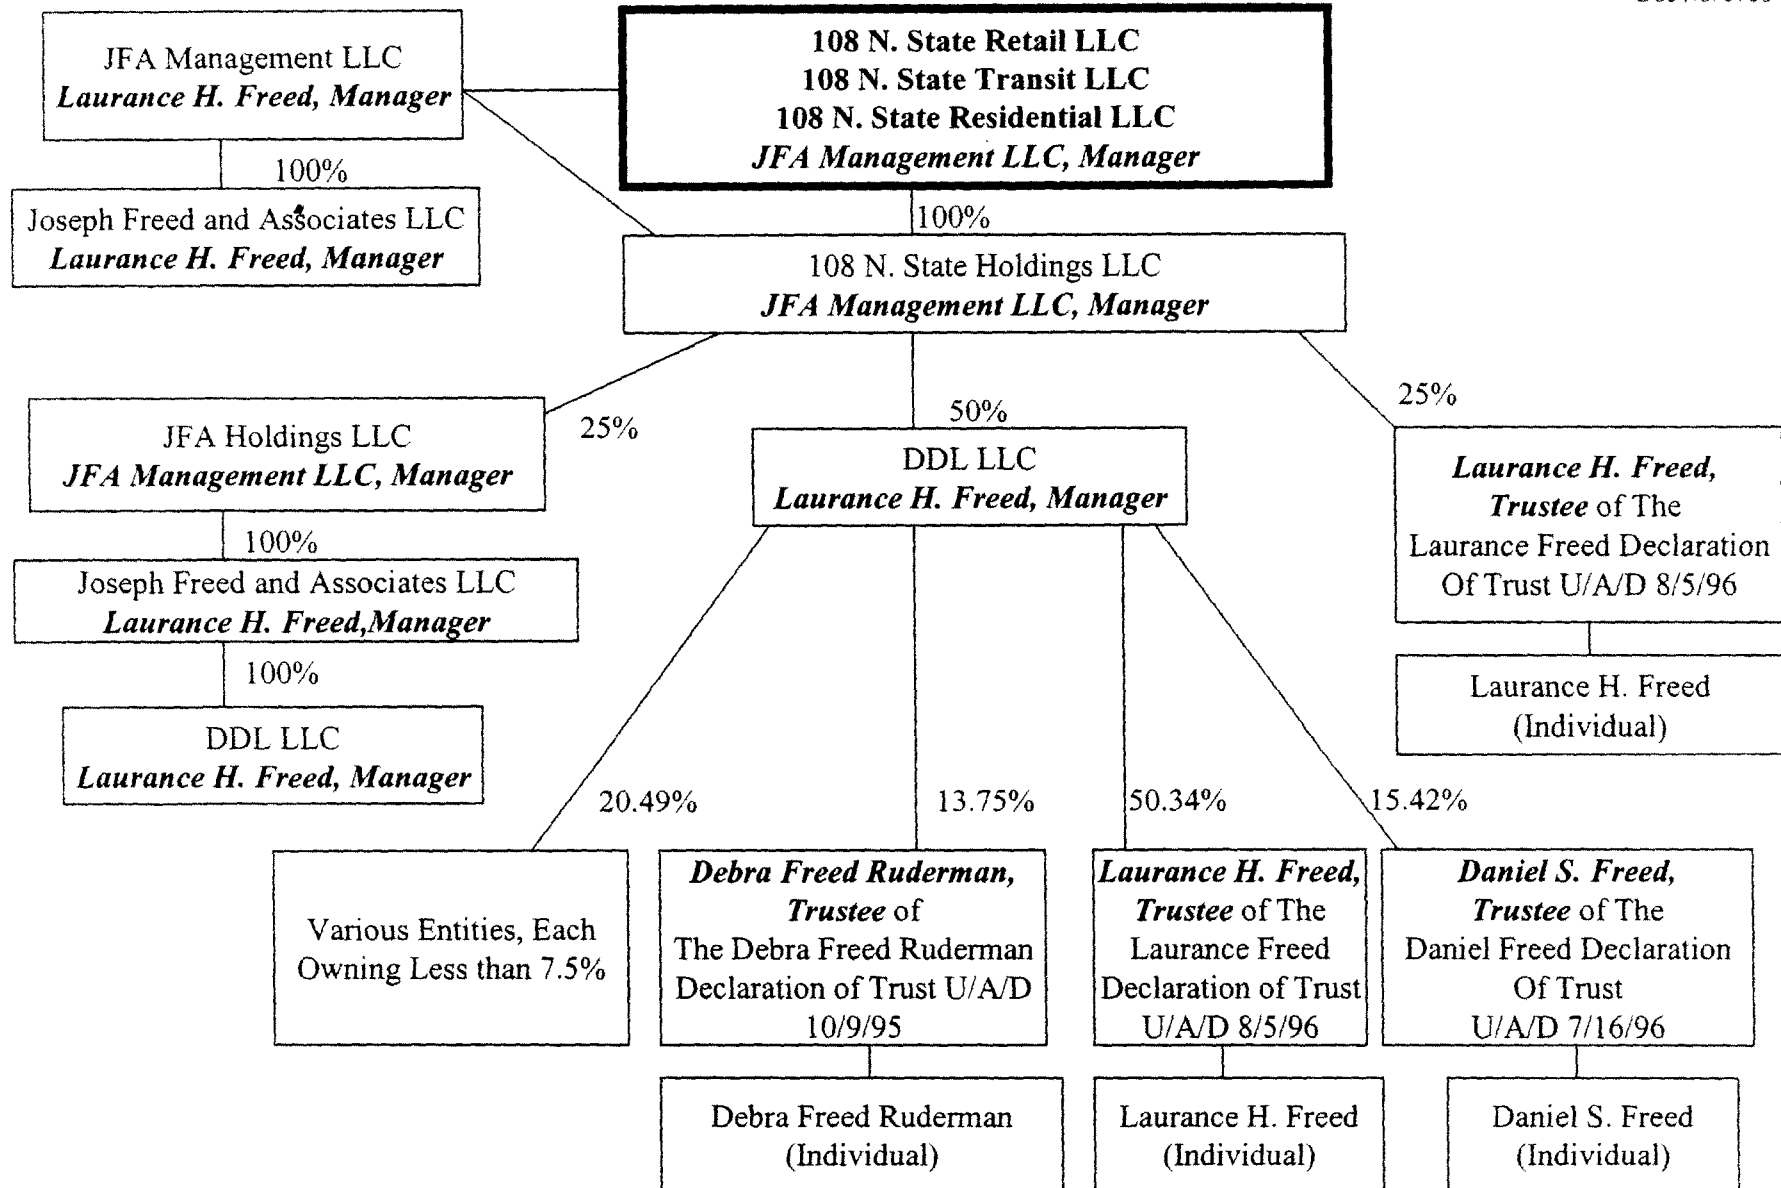 JFA Management LLC
Laurance H. Freed, Manager
108 N. State Retail LLC
108 N. State Transit LLC
108 N. State Residential LLC
JFA Management LLC, Manager
100%
Joseph Freed and Associates LLC
Laurance H. Freed, Manager
100%
108 N. State Holdings LLC
JFA Management LLC, Manager
25%
50%
25%
JFA Holdings LLC
JFA Management LLC, Manager
DDL LLC
Laurance H. Freed, Manager
Laurance H. Freed,
Trustee of The
Laurance Freed Declaration
Of Trust U/A/D 8/5/96
100%
Joseph Freed and Associates LLC
Laurance H. Freed,Manager
Laurance H. Freed
(Individual)
100%
DDL LLC
Laurance H. Freed, Manager
20.49%
13.75%
50.34%
15.42%
Various Entities, Each
Owning Less than 7.5%
Debra Freed Ruderman,
Trustee of
The Debra Freed Ruderman
Declaration of Trust U/A/D
10/9/95
Laurance H. Freed,
Trustee of The
Laurance Freed
Declaration of Trust
U/A/D 8/5/96
Daniel S. Freed,
Trustee of The
Daniel Freed Declaration
Of Trust
U/A/D 7/16/96
Debra Freed Ruderman
(Individual)
Laurance H. Freed
(Individual)
Daniel S. Freed
(Individual)